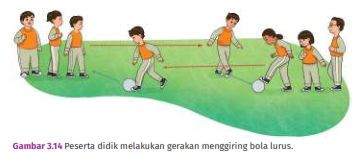 Gambar 3.14 Peserta didik melakukan gerakan menggiring bola lurus.